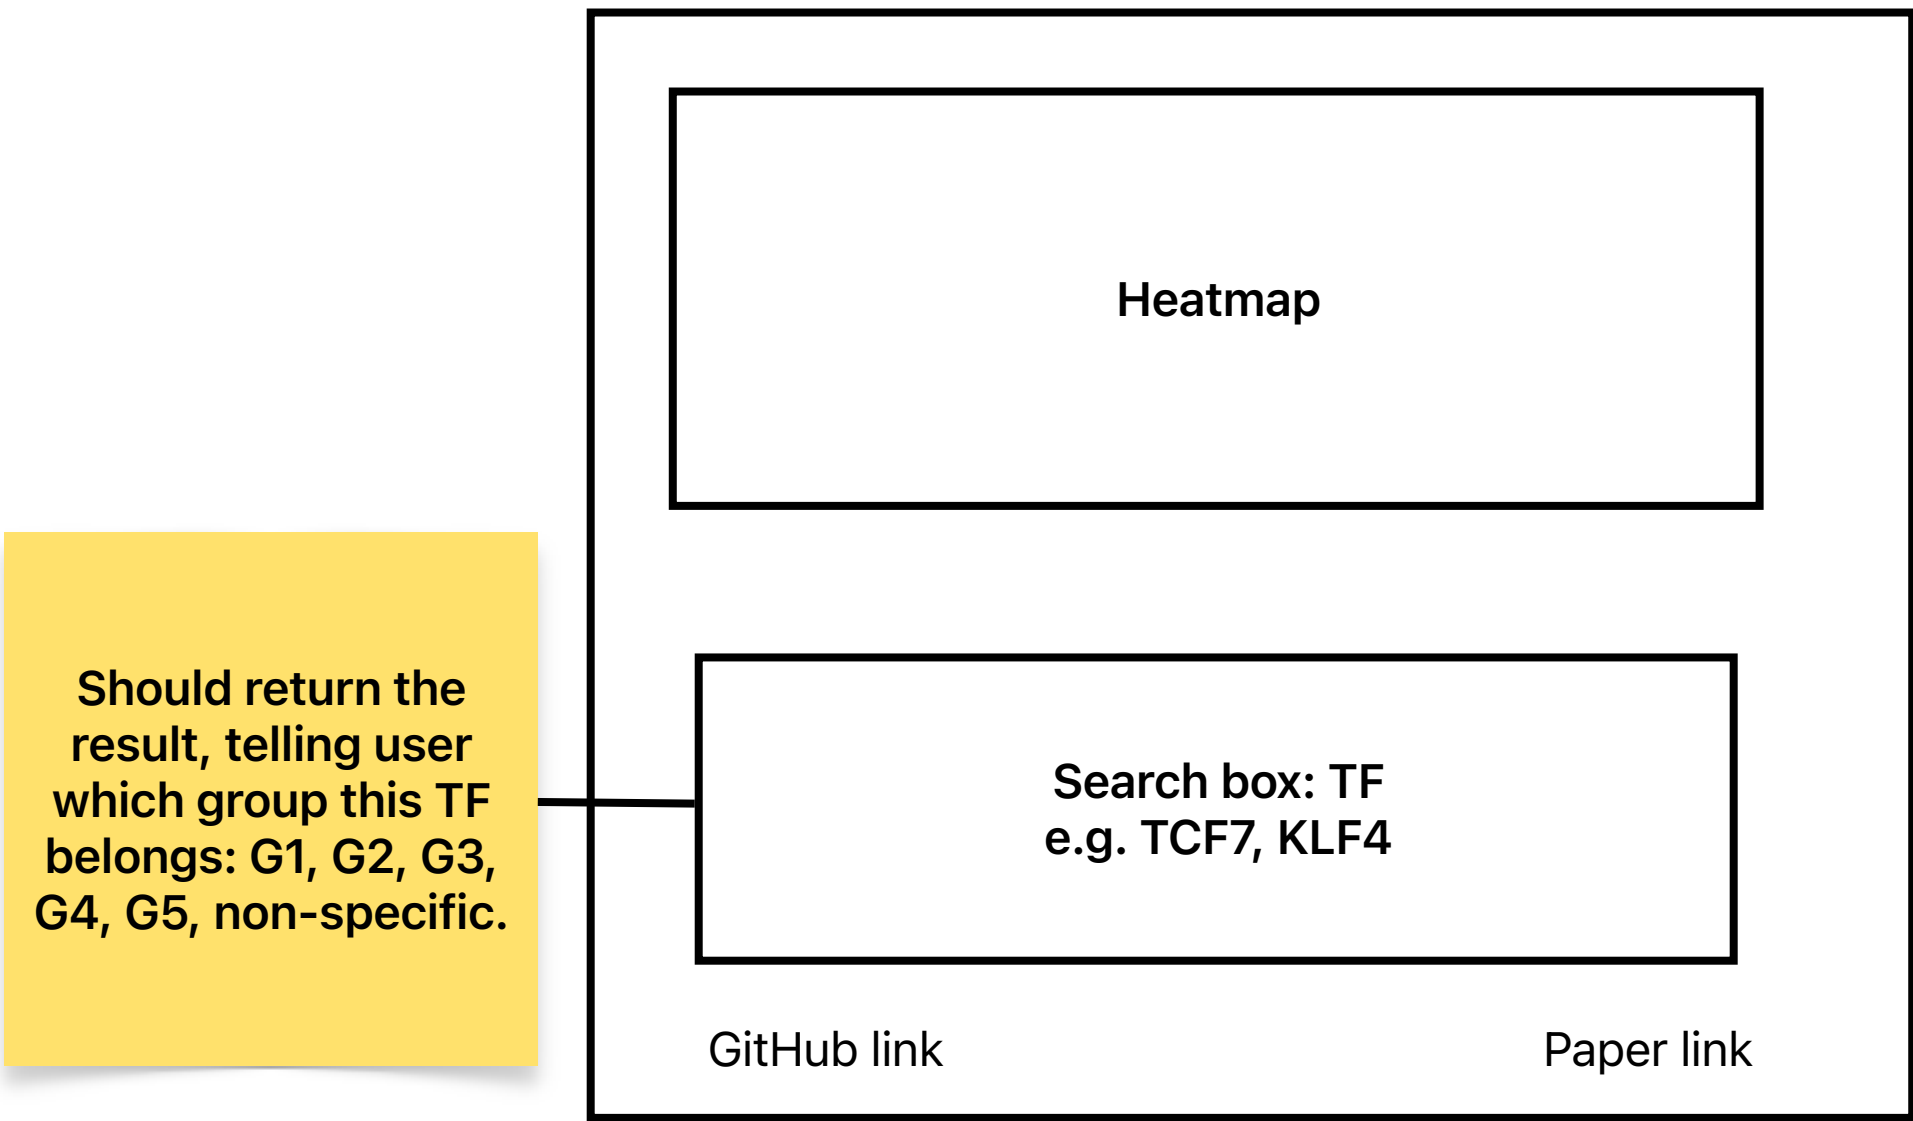 Heatmap
Should return the
result, telling user
which group this TF
belongs: G1, G2, G3,
G4, G5, non-specific.
Search box: TF
e.g. TCF7, KLF4
GitHub link
Paper link